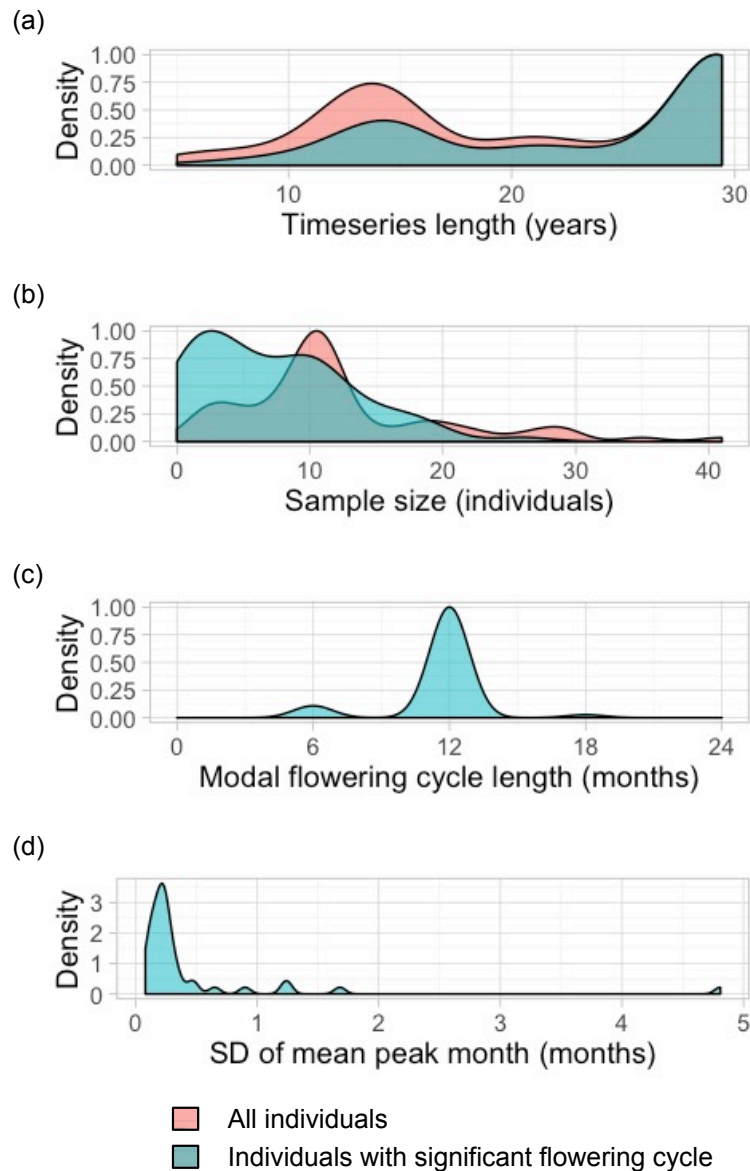 (a)
Density
1.00
0.75
0.50
0.25
0.00
10 20 30
Timeseries length (years)
(b)
Density
1.00
0.75
0.50
0.25
0.00
0 10 20 30 40
Sample size (individuals)
(c)
Density
1.00
0.75
0.50
0.25
0.00
0 6 12 18 24
Modal flowering cycle length (months)
(d)
Density
3
2
1
0
0 1 2 3 4 5
SD of mean peak month (months)
All individuals
Individuals with significant flowering cycle